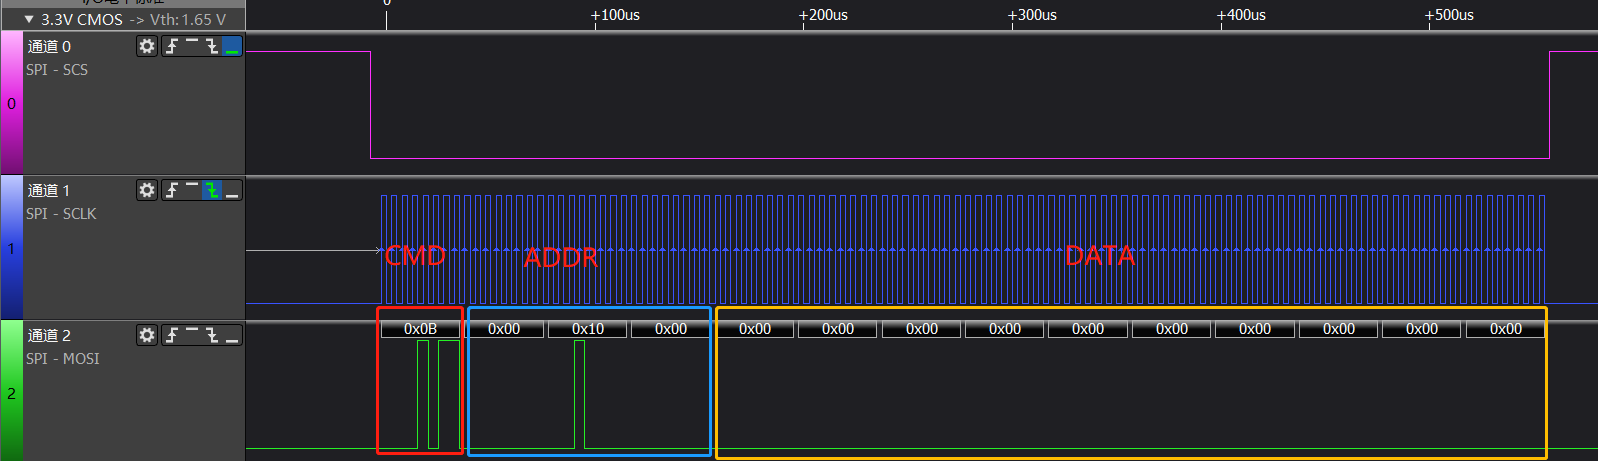 0 +100us +200us +300us +400us +500us
▼ 3.3V CMOS -> Vth: 1.65 V
通道 0
SPI - SCS
0
通道 1
SPI - SCLK
1
CMD ADDR DATA
通道 2
SPI - MOSI
2
0x0B 0x00 0x10 0x00 0x00 0x00 0x00 0x00 0x00 0x00 0x00 0x00 0x00 0x00